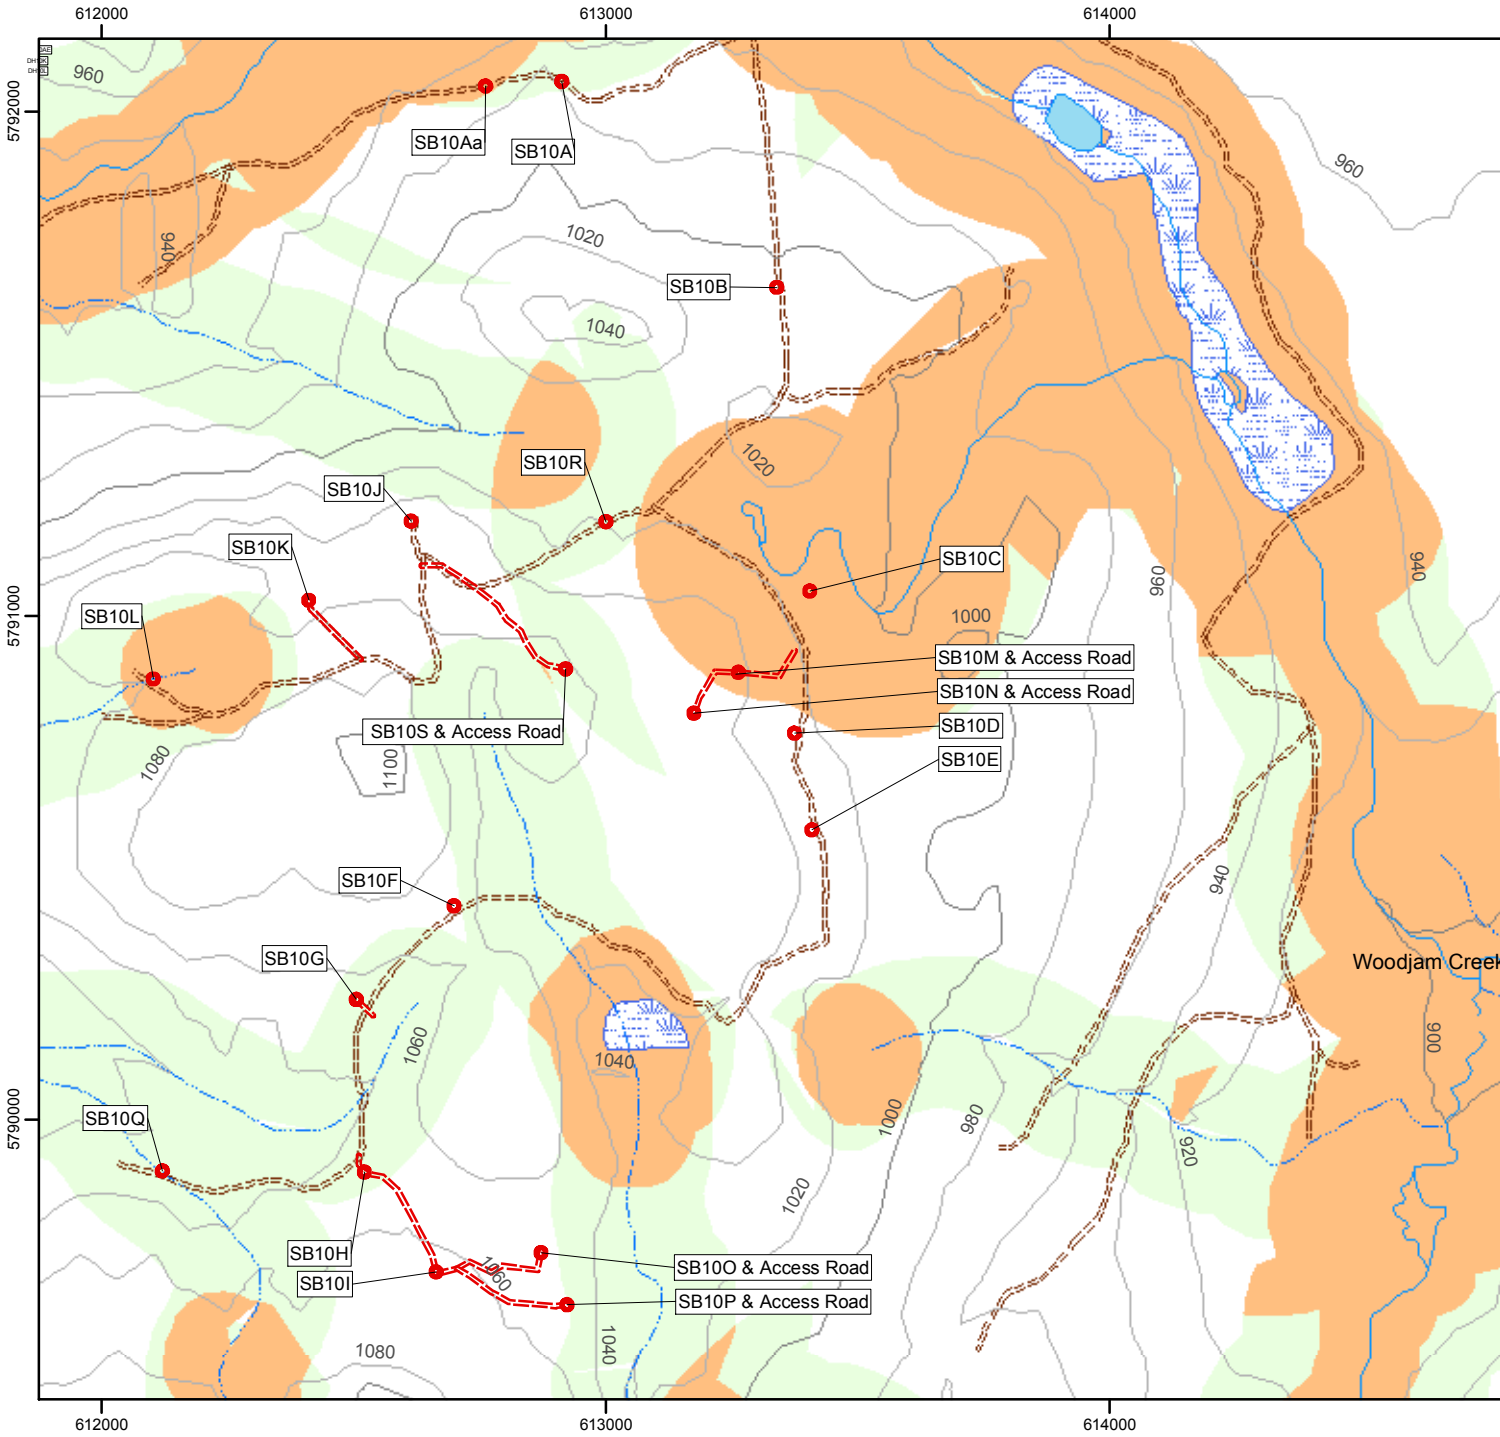 612000
613000
614000
960
5792000
SB10Aa
SB10A
960
1020
940
SB10B
1040
1020
SB10R
SB10J
SB10K
SB10C
960
940
SB10L
1000
5791000
SB10M & Access Road
SB10N & Access Road
SB10S & Access Road
SB10D
1080
1100
SB10E
SB10F
940
SB10G
Woodjam Creek
1060
1040
900
1000
980
SB10Q
5790000
920
1020
SB10H
SB10I
1060
SB10O & Access Road
SB10P & Access Road
1080
1040
612000
613000
614000